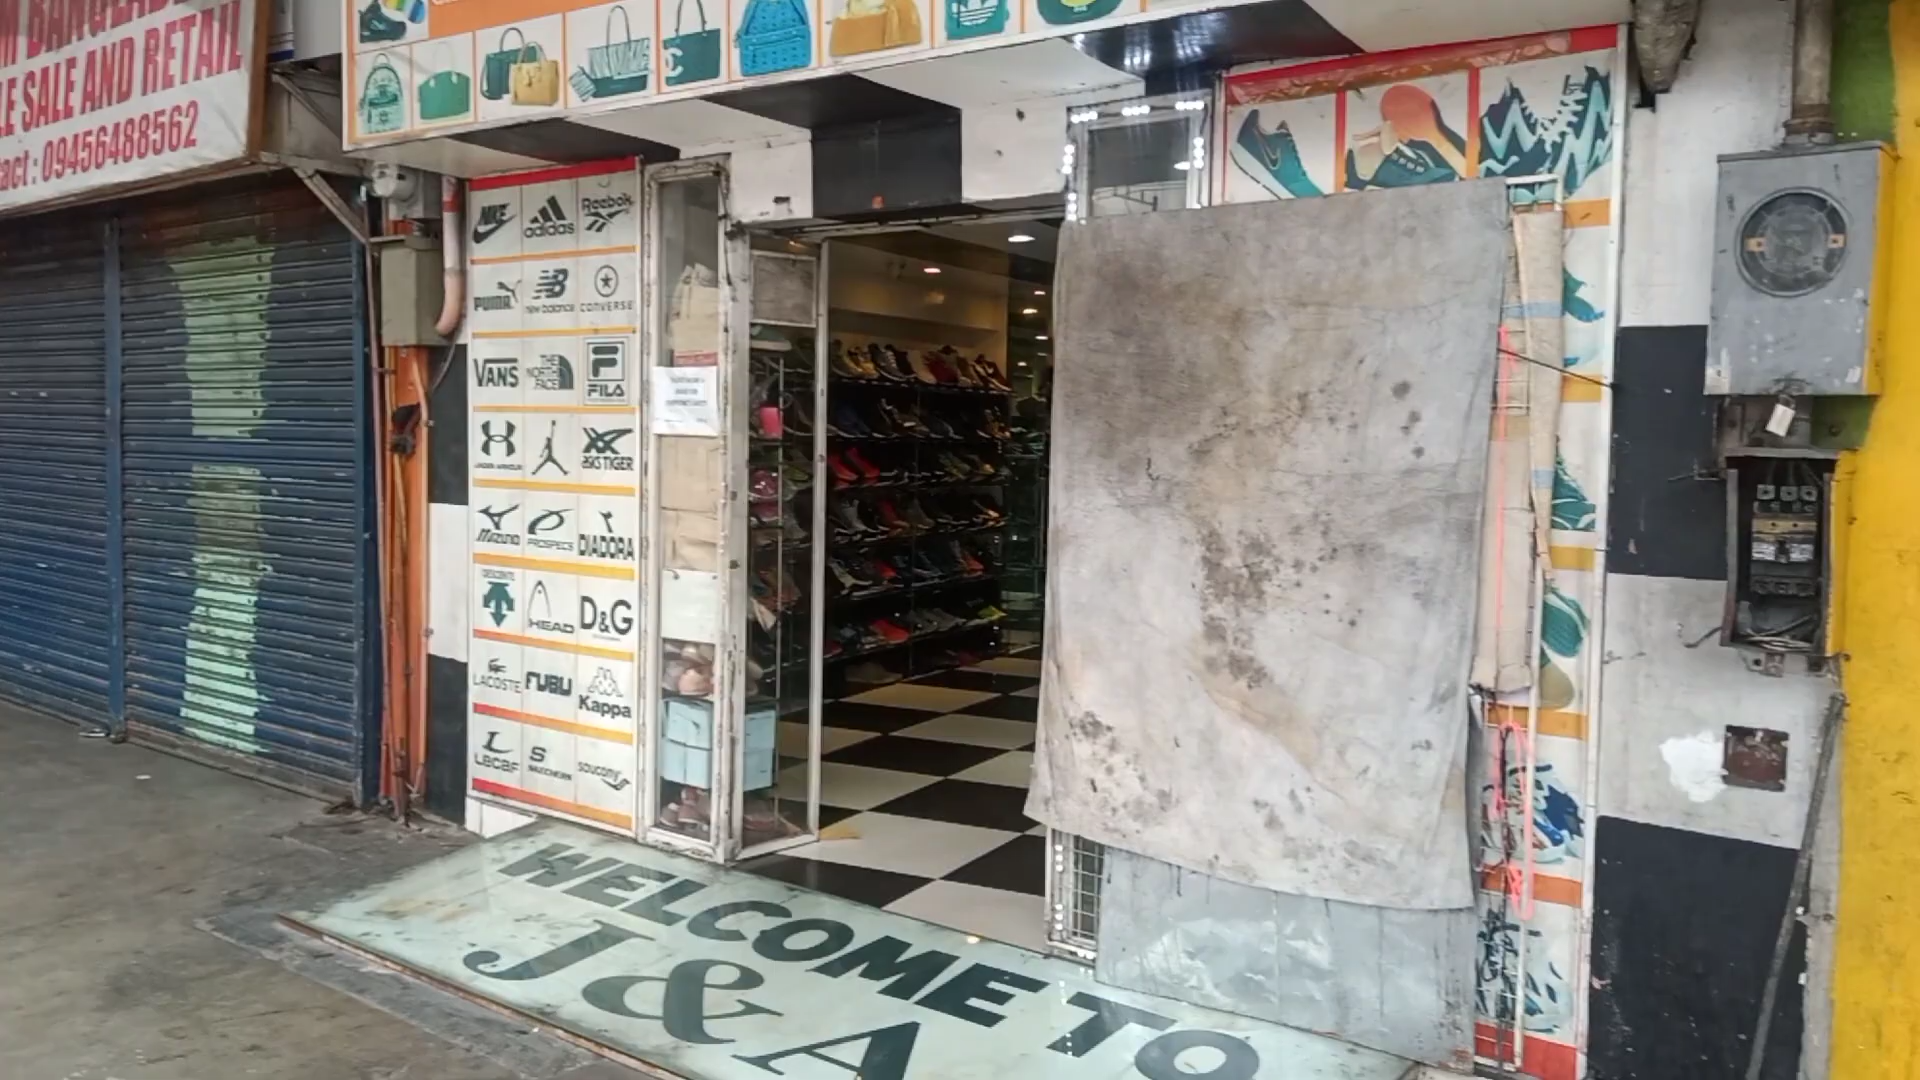 M BANGLADE
LE SALE AND RETAIL
act : 09456488562
NIKE
adidas
Reebok
PUMA
new balance
CONVERSE
VANS
THE
NORTH
FACE
FILA
UNDER ARMOUR
ASICS TIGER
MIZUNO
PROSPECS
DIADORA
DESCENTE
HEAD
D&G
LACOSTE
FUBU
Kappa
L
Lecaf
S
SKECHERS
saucony
WELCOME TO
J & A